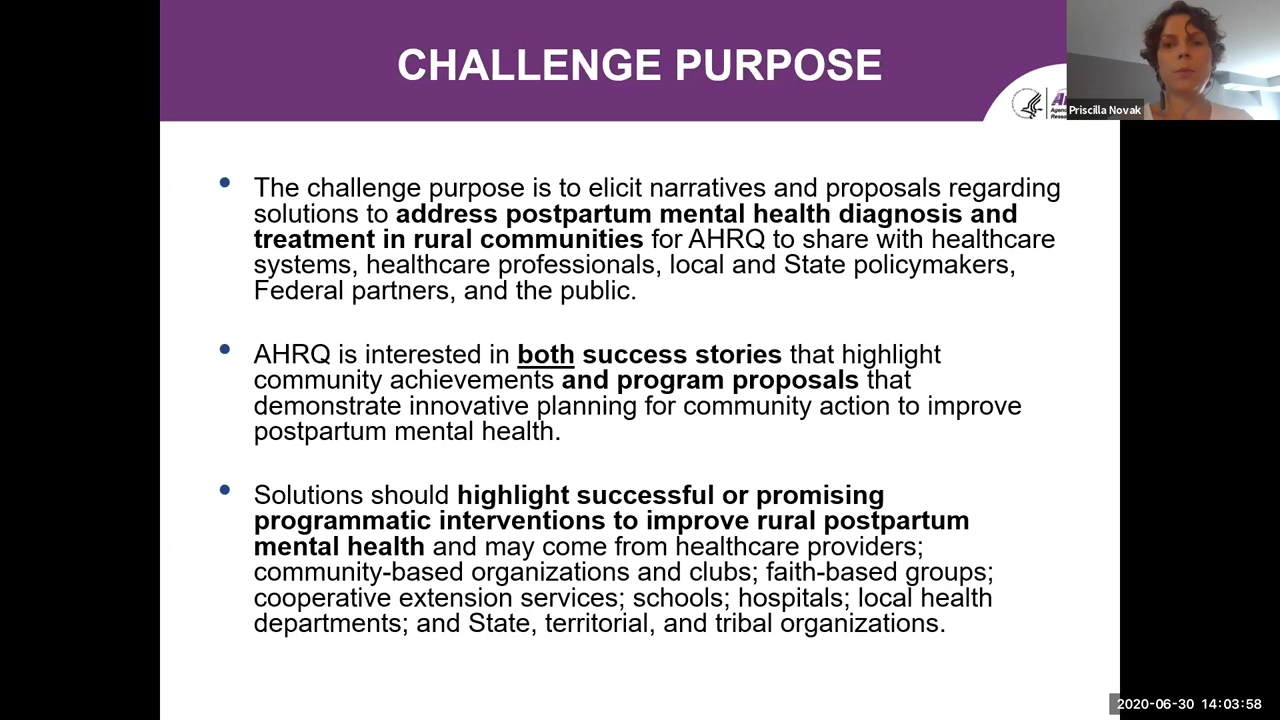 CHALLENGE PURPOSE
Priscilla Novak
• The challenge purpose is to elicit narratives and proposals regarding
solutions to address postpartum mental health diagnosis and
treatment in rural communities for AHRQ to share with healthcare
systems, healthcare professionals, local and State policymakers,
Federal partners, and the public.
• AHRQ is interested in both success stories that highlight
community achievements and program proposals that
demonstrate innovative planning for community action to improve
postpartum mental health.
• Solutions should highlight successful or promising
programmatic interventions to improve rural postpartum
mental health and may come from healthcare providers;
community-based organizations and clubs; faith-based groups;
cooperative extension services; schools; hospitals; local health
departments; and State, territorial, and tribal organizations.
2020-06-30 14:03:58